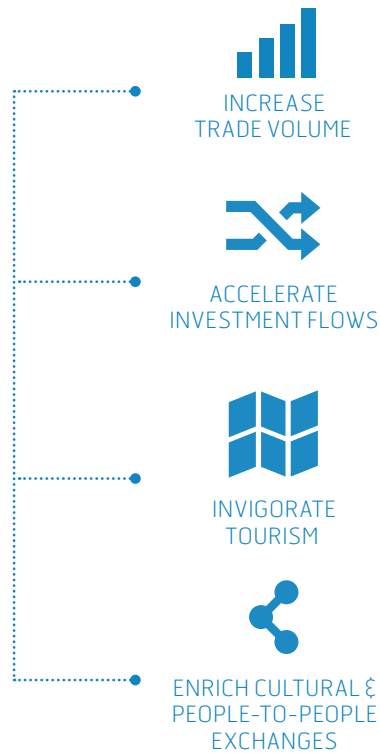 INCREASE
TRADE VOLUME
ACCELERATE
INVESTMENT FLOWS
INVIGORATE
TOURISM
ENRICH CULTURAL &
PEOPLE-TO-PEOPLE
EXCHANGES